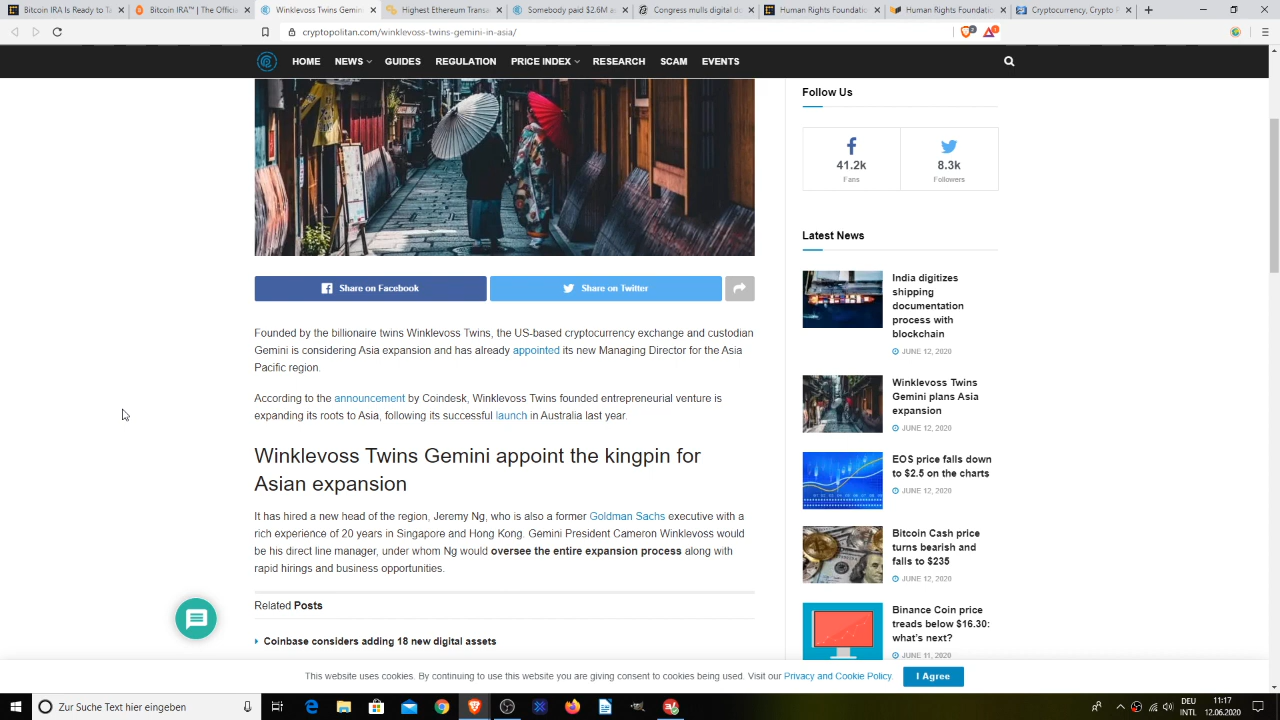 Bitcoin IRA Is Ready to Ta
Bitcoin IRA™ | The Official
Winklevoss Twins Gemin
Highest Ethereum Transa
Somebody paid $2.6M as
Congress multi digital do
Human Rights Foundatio
Human Rights Foundatio
Cryptocurrency, Crypto P
cryptopolitan.com/winklevoss-twins-gemini-in-asia/
HOME NEWS GUIDES REGULATION PRICE INDEX RESEARCH SCAM EVENTS
Follow Us
41.2k
Fans
8.3k
Followers
Share on Facebook
Share on Twitter
Founded by the billionaire twins Winklevoss Twins, the US-based cryptocurrency exchange and custodian
Gemini is considering Asia expansion and has already appointed its new Managing Director for the Asia
Pacific region.
According to the announcement by Coindesk, Winklevoss Twins founded entrepreneurial venture is
expanding its roots to Asia, following its successful launch in Australia last year.
Winklevoss Twins Gemini appoint the kingpin for
Asian expansion
It has hired a new head of the region, Jeremy Ng, who is also a former Goldman Sachs executive with a
rich experience of 20 years in Singapore and Hong Kong. Gemini President Cameron Winklevoss would
be his direct line manager, under whom Ng would oversee the entire expansion process along with
rapid hirings and business opportunities.
Related Posts
Coinbase considers adding 18 new digital assets
Latest News
India digitizes
shipping
documentation
process with
blockchain
JUNE 12, 2020
Winklevoss Twins
Gemini plans Asia
expansion
JUNE 12, 2020
EOS price falls down
to $2.5 on the charts
JUNE 12, 2020
Bitcoin Cash price
turns bearish and
falls to $235
JUNE 12, 2020
Binance Coin price
treads below $16.30:
what's next?
JUNE 11, 2020
This website uses cookies. By continuing to use this website you are giving consent to cookies being used. Visit our Privacy and Cookie Policy.
I Agree
Zur Suche Text hier eingeben
DEU
INTL
11:17
12.06.2020